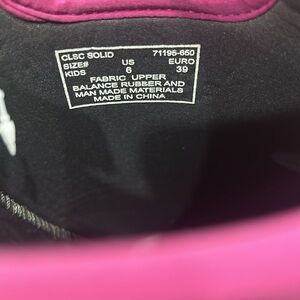 CLSC SOLID 71195-650
SIZE# US EURO
KIDS 6 39
FABRIC UPPER
BALANCE RUBBER AND
MAN MADE MATERIALS
MADE IN CHINA